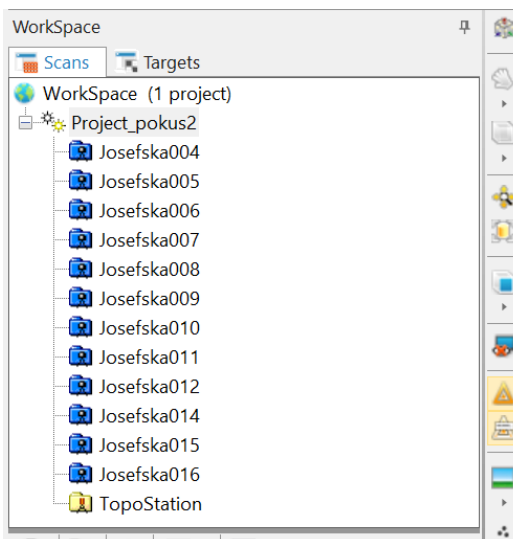 WorkSpace
Scans Targets
WorkSpace (1 project)
Project_pokus2
Josefska004
Josefska005
Josefska006
Josefska007
Josefska008
Josefska009
Josefska010
Josefska011
Josefska012
Josefska014
Josefska015
Josefska016
TopoStation